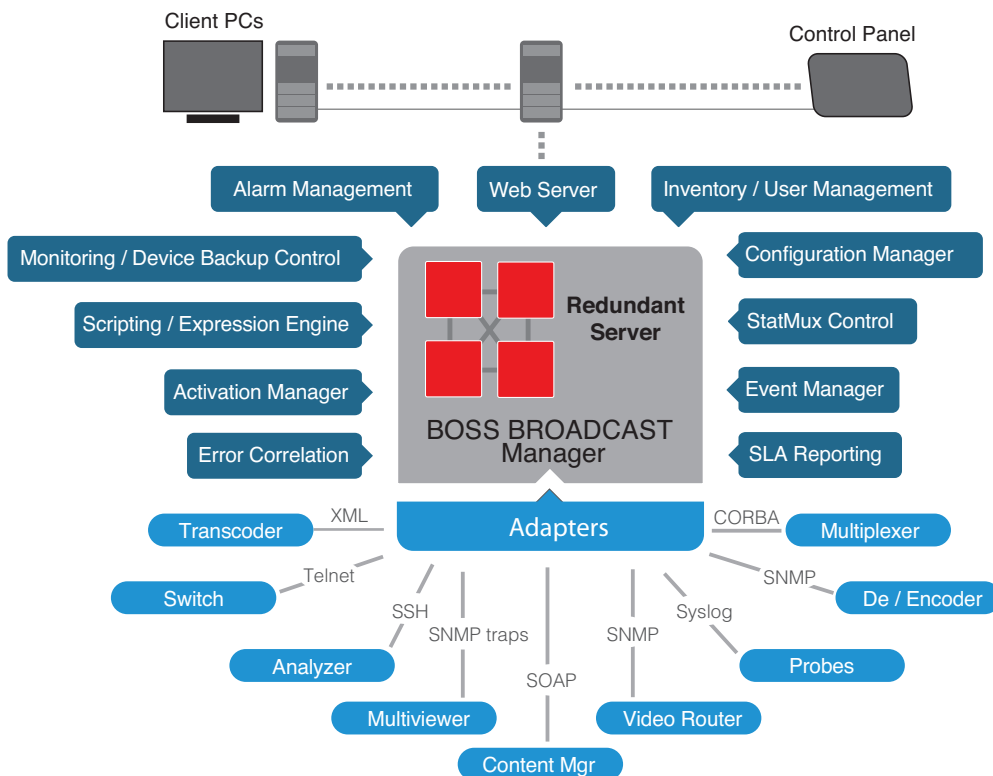 Client PCs
Control Panel
Alarm Management
Web Server
Inventory / User Management
Monitoring / Device Backup Control
Configuration Manager
Scripting / Expression Engine
Redundant
Server
StatMux Control
Activation Manager
Event Manager
BOSS BROADCAST
Manager
Error Correlation
SLA Reporting
Adapters
XML
CORBA
Transcoder
Multiplexer
Telnet
SNMP
Switch
De / Encoder
SSH
Syslog
SNMP traps
SNMP
Analyzer
Probes
SOAP
Multiviewer
Video Router
Content Mgr